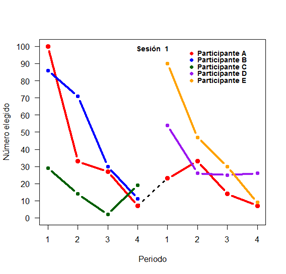 Sesión 1
Participante A
Participante B
Participante C
Participante D
Participante E
Número elegido
100
90
80
70
60
50
40
30
20
10
0
1 2 3 4 1 2 3 4
Periodo